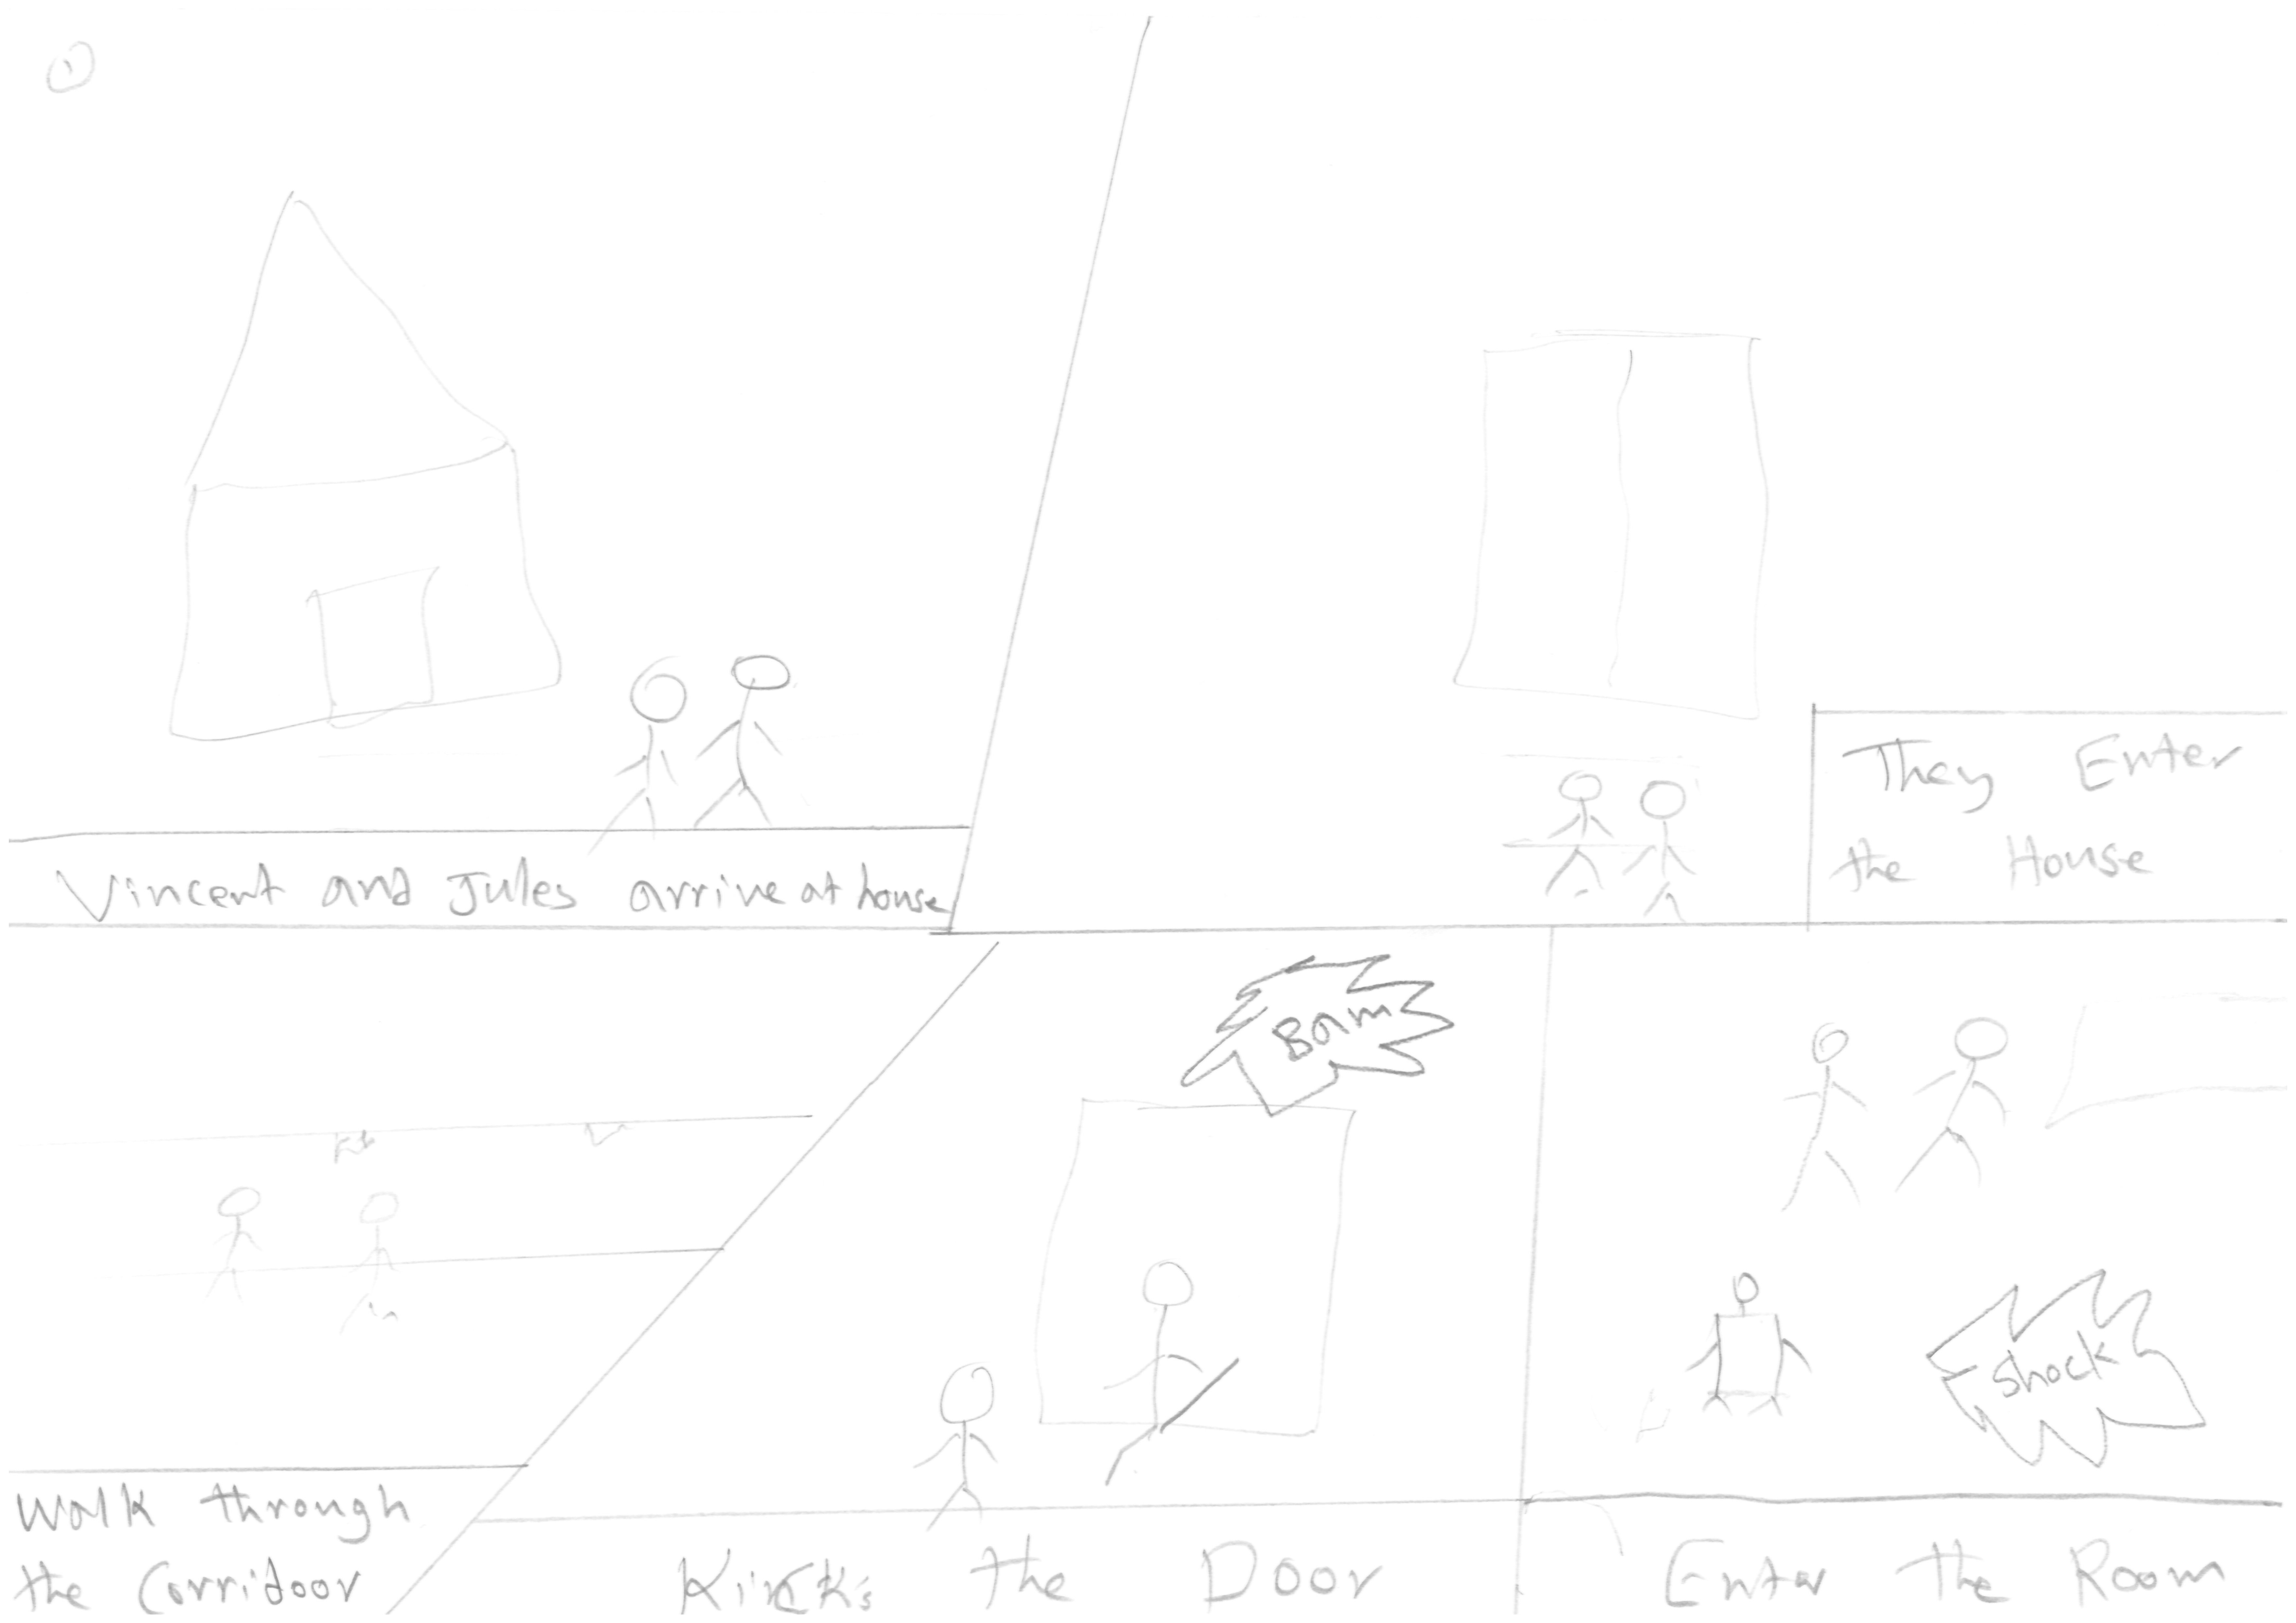 1
Vincent and Jules arrive at house
They Enter
the House
Walk through
the Corridoor
Bam
Kicks the Door
Shock
Enter the Room